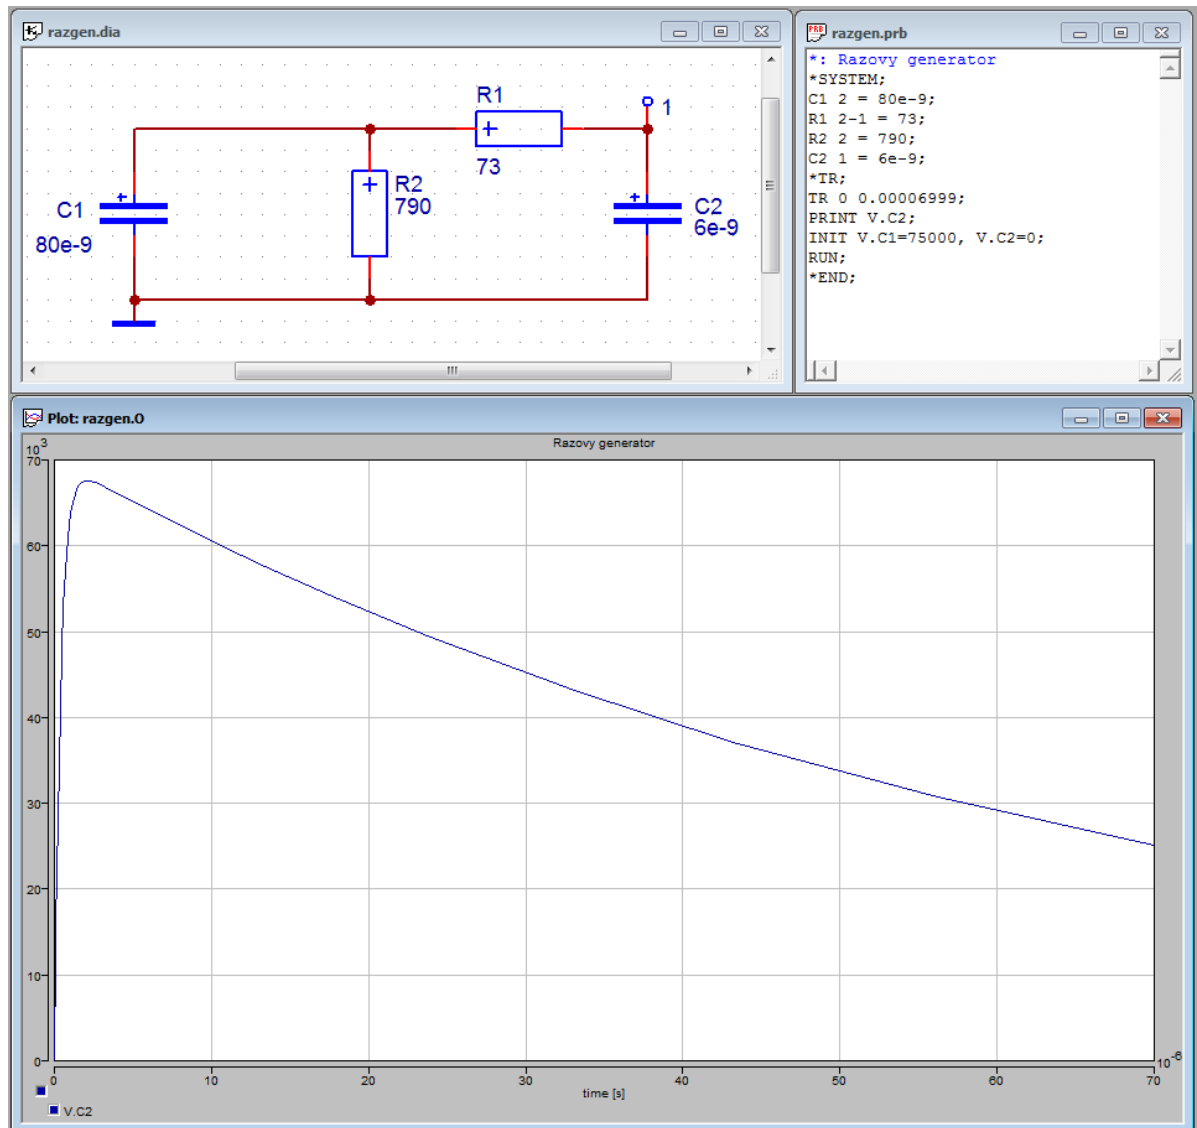 razgen.dia
R1
1
73
R2
790
C1
80e-9
C2
6e-9
razgen.prb
*: Razovy generator
*SYSTEM;
C1 2 = 80e-9;
R1 2-1 = 73;
R2 2 = 790;
C2 1 = 6e-9;
*TR;
TR 0 0.00006999;
PRINT V.C2;
INIT V.C1=75000, V.C2=0;
RUN;
*END;
Plot: razgen.O
Razovy generator
10^3
70
60
50
40
30
20
10
0
0 10 20 30 40 50 60 70
10^-6
time [s]
V.C2